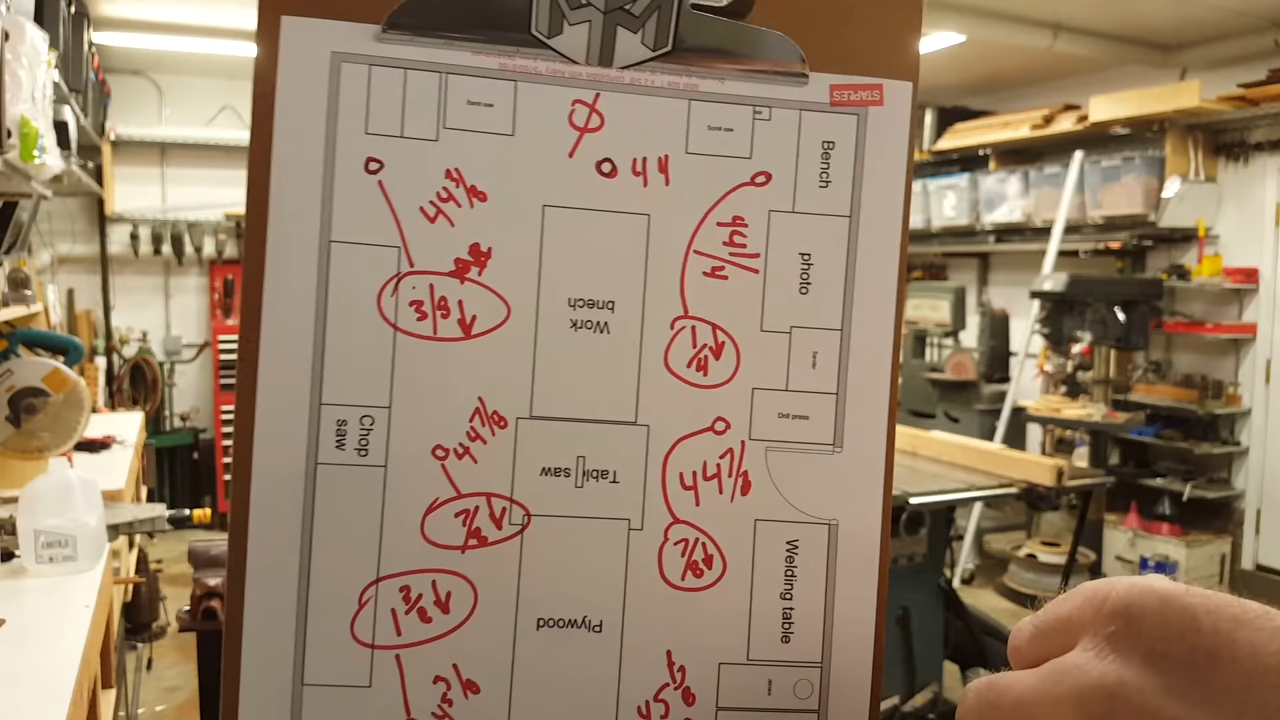 STAPLES
Band saw
Scroll saw
Bench
Ø
44
44 3/8
44 1/4
photo
3/8 ↓
Work
bnech
1/4 ↓
Sander
Drill press
Chop
saw
44 7/8
Table saw
44 7/8
7/8 ↓
7/8 ↓
Welding table
1 3/8 ↓
Plywood
45 3/8